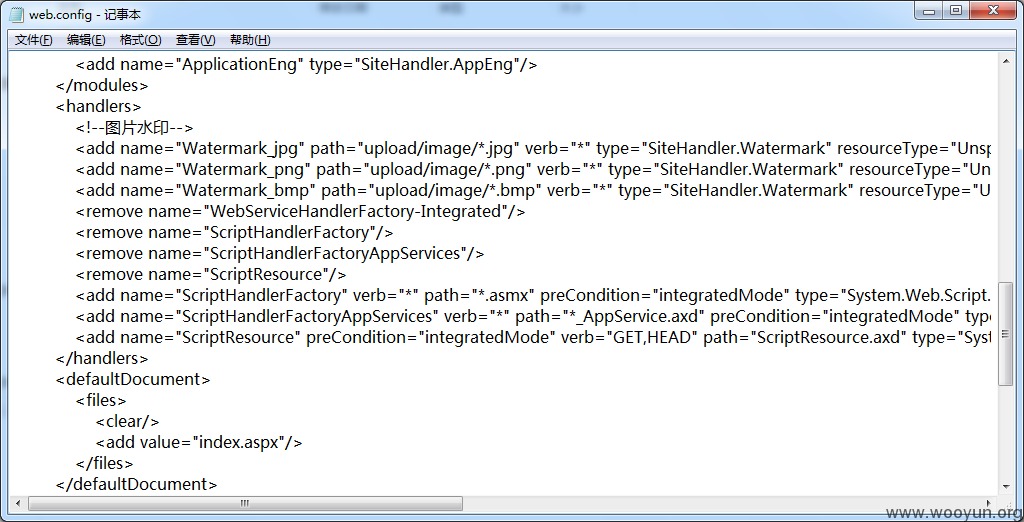 web.config - 记事本
文件(F) 编辑(E) 格式(O) 查看(V) 帮助(H)
<add name="ApplicationEng" type="SiteHandler.AppEng"/>
</modules>
<handlers>
<!--图片水印-->
<add name="Watermark_jpg" path="upload/image/*.jpg" verb="*" type="SiteHandler.Watermark" resourceType="Unsp
<add name="Watermark_png" path="upload/image/*.png" verb="*" type="SiteHandler.Watermark" resourceType="Un
<add name="Watermark_bmp" path="upload/image/*.bmp" verb="*" type="SiteHandler.Watermark" resourceType="U
<remove name="WebServiceHandlerFactory-Integrated"/>
<remove name="ScriptHandlerFactory"/>
<remove name="ScriptHandlerFactoryAppServices"/>
<remove name="ScriptResource"/>
<add name="ScriptHandlerFactory" verb="*" path="*.asmx" preCondition="integratedMode" type="System.Web.Script.
<add name="ScriptHandlerFactoryAppServices" verb="*" path="*_AppService.axd" preCondition="integratedMode" type
<add name="ScriptResource" preCondition="integratedMode" verb="GET,HEAD" path="ScriptResource.axd" type="Syst
</handlers>
<defaultDocument>
<files>
<clear/>
<add value="index.aspx"/>
</files>
</defaultDocument>
www.wooyun.org